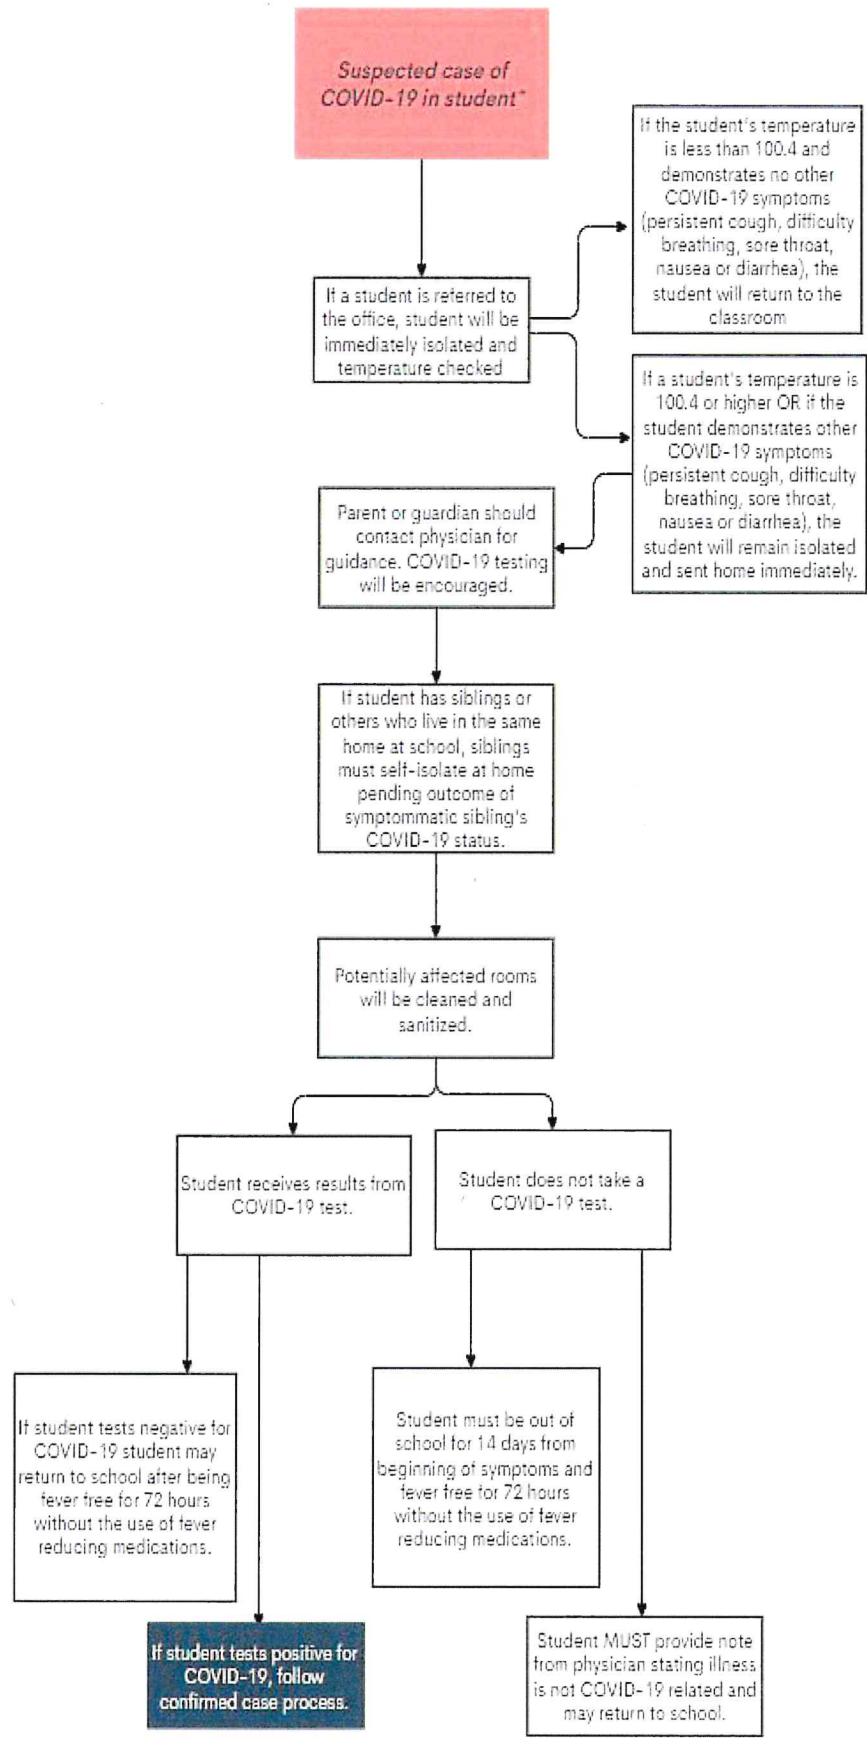 Suspected case of
COVID-19 in student*
If the student's temperature
is less than 100.4 and
demonstrates no other
COVID-19 symptoms
(persistent cough, difficulty
breathing, sore throat,
nausea or diarrhea), the
student will return to the
classroom
If a student is referred to
the office, student will be
immediately isolated and
temperature checked
If a student's temperature is
100.4 or higher OR if the
student demonstrates other
COVID-19 symptoms
(persistent cough, difficulty
breathing, sore throat,
nausea or diarrhea), the
student will remain isolated
and sent home immediately.
Parent or guardian should
contact physician for
guidance. COVID-19 testing
will be encouraged.
If student has siblings or
others who live in the same
home at school, siblings
must self-isolate at home
pending outcome of
symptommatic sibling's
COVID-19 status.
Potentially affected rooms
will be cleaned and
sanitized.
Student receives results from
COVID-19 test.
Student does not take a
COVID-19 test.
If student tests negative for
COVID-19 student may
return to school after being
fever free for 72 hours
without the use of fever
reducing medications.
Student must be out of
school for 14 days from
beginning of symptoms and
fever free for 72 hours
without the use of fever
reducing medications.
If student tests positive for
COVID-19, follow
confirmed case process.
Student MUST provide note
from physician stating illness
is not COVID-19 related and
may return to school.